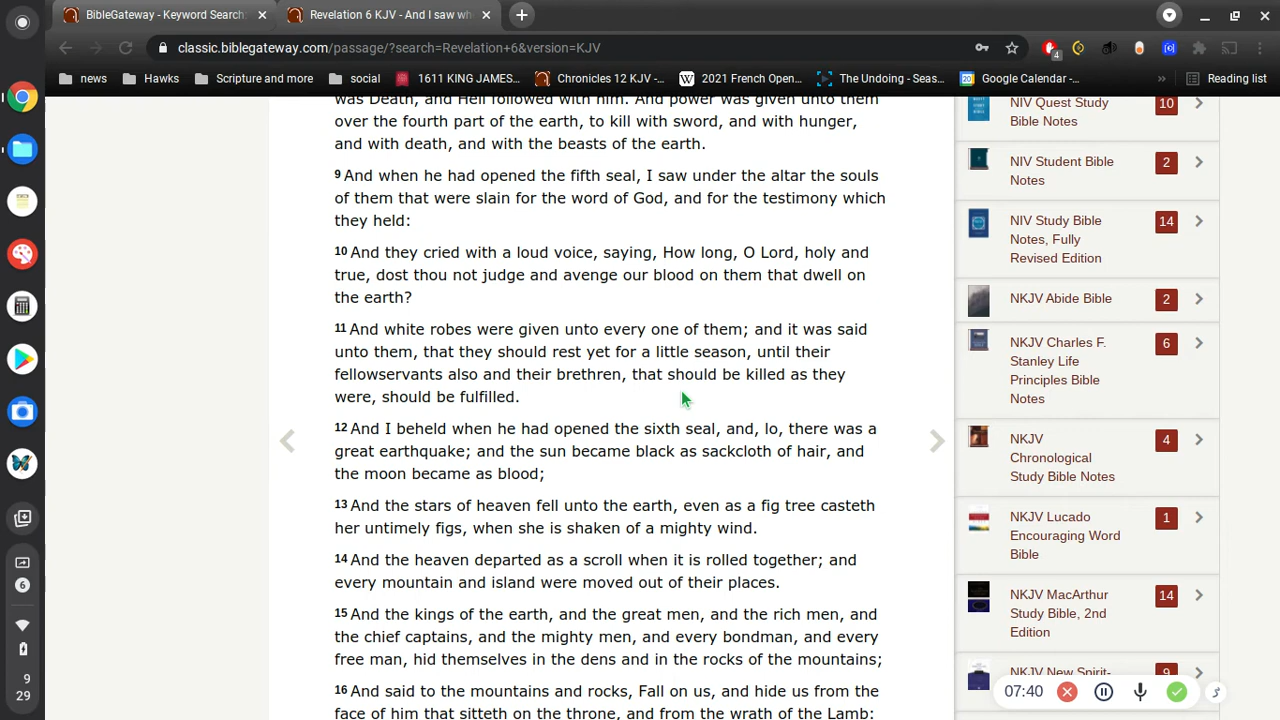 BibleGateway - Keyword Search:
Revelation 6 KJV - And I saw wh
classic.biblegateway.com/passage/?search=Revelation+6&version=KJV
4
news
Hawks
Scripture and more
social
1611 KING JAMES...
Chronicles 12 KJV -...
2021 French Open...
The Undoing - Seas...
20
Google Calendar -...
»
Reading list
was Death, and Hell followed with him. And power was given unto them
over the fourth part of the earth, to kill with sword, and with hunger,
and with death, and with the beasts of the earth.
9 And when he had opened the fifth seal, I saw under the altar the souls
of them that were slain for the word of God, and for the testimony which
they held:
10 And they cried with a loud voice, saying, How long, O Lord, holy and
true, dost thou not judge and avenge our blood on them that dwell on
the earth?
11 And white robes were given unto every one of them; and it was said
unto them, that they should rest yet for a little season, until their
fellowservants also and their brethren, that should be killed as they
were, should be fulfilled.
12 And I beheld when he had opened the sixth seal, and, lo, there was a
great earthquake; and the sun became black as sackcloth of hair, and
the moon became as blood;
13 And the stars of heaven fell unto the earth, even as a fig tree casteth
her untimely figs, when she is shaken of a mighty wind.
14 And the heaven departed as a scroll when it is rolled together; and
every mountain and island were moved out of their places.
15 And the kings of the earth, and the great men, and the rich men, and
the chief captains, and the mighty men, and every bondman, and every
free man, hid themselves in the dens and in the rocks of the mountains;
16 And said to the mountains and rocks, Fall on us, and hide us from the
face of him that sitteth on the throne, and from the wrath of the Lamb:
NIV Quest Study
Bible Notes
10
NIV Student Bible
Notes
2
NIV Study Bible
Notes, Fully
Revised Edition
14
NKJV Abide Bible
2
NKJV Charles F.
Stanley Life
Principles Bible
Notes
6
NKJV
Chronological
Study Bible Notes
4
NKJV Lucado
Encouraging Word
Bible
1
NKJV MacArthur
Study Bible, 2nd
Edition
14
NKJV New Spirit-
9
07:40
6
9
29